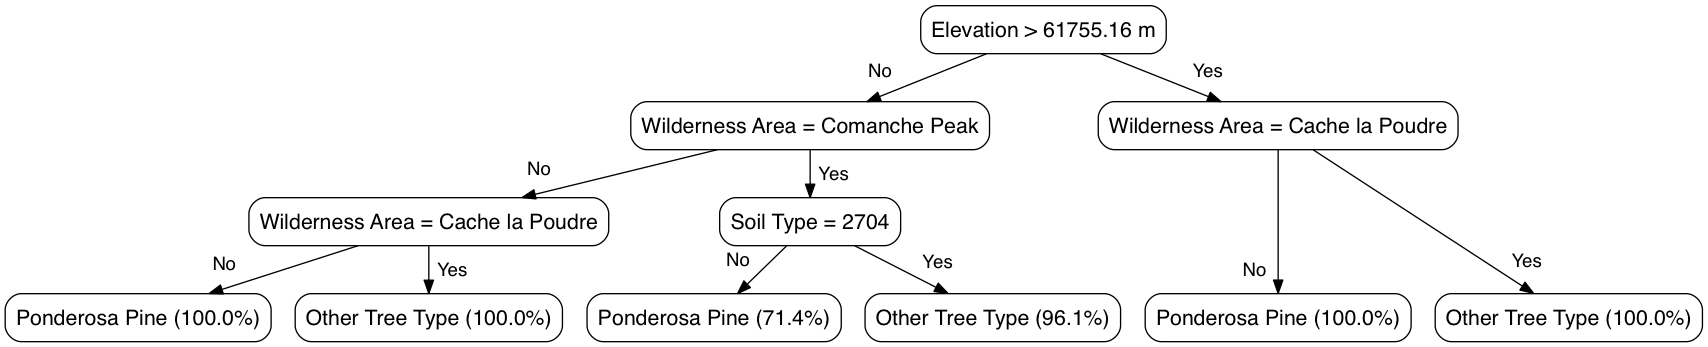 Elevation > 61755.16 m
No
Yes
Wilderness Area = Comanche Peak
Wilderness Area = Cache la Poudre
No
Yes
Wilderness Area = Cache la Poudre
Soil Type = 2704
No
Yes
No
Yes
No
Yes
Ponderosa Pine (100.0%)
Other Tree Type (100.0%)
Ponderosa Pine (71.4%)
Other Tree Type (96.1%)
Ponderosa Pine (100.0%)
Other Tree Type (100.0%)